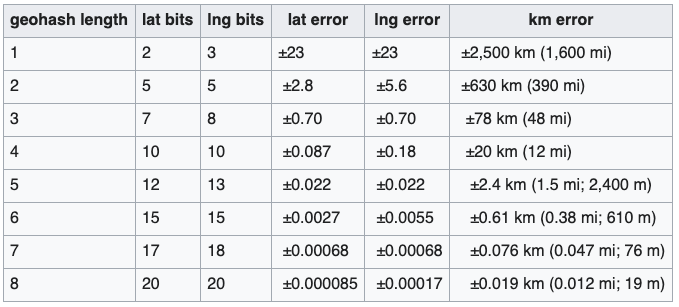 geohash length lat bits lng bits lat error lng error km error
1 2 3 ±23 ±23 ±2,500 km (1,600 mi)
2 5 5 ±2.8 ±5.6 ±630 km (390 mi)
3 7 8 ±0.70 ±0.70 ±78 km (48 mi)
4 10 10 ±0.087 ±0.18 ±20 km (12 mi)
5 12 13 ±0.022 ±0.022 ±2.4 km (1.5 mi; 2,400 m)
6 15 15 ±0.0027 ±0.0055 ±0.61 km (0.38 mi; 610 m)
7 17 18 ±0.00068 ±0.00068 ±0.076 km (0.047 mi; 76 m)
8 20 20 ±0.000085 ±0.00017 ±0.019 km (0.012 mi; 19 m)